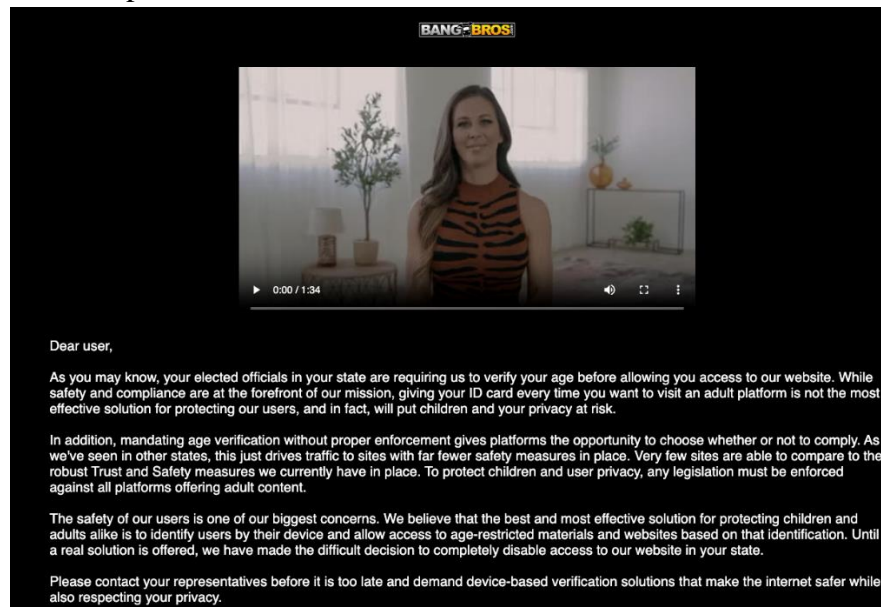 BANG BROS
0:00 / 1:34
Dear user,
As you may know, your elected officials in your state are requiring us to verify your age before allowing you access to our website. While
safety and compliance are at the forefront of our mission, giving your ID card every time you want to visit an adult platform is not the most
effective solution for protecting our users, and in fact, will put children and your privacy at risk.
In addition, mandating age verification without proper enforcement gives platforms the opportunity to choose whether or not to comply. As
we've seen in other states, this just drives traffic to sites with far fewer safety measures in place. Very few sites are able to compare to the
robust Trust and Safety measures we currently have in place. To protect children and user privacy, any legislation must be enforced
against all platforms offering adult content.
The safety of our users is one of our biggest concerns. We believe that the best and most effective solution for protecting children and
adults alike is to identify users by their device and allow access to age-restricted materials and websites based on that identification. Until
a real solution is offered, we have made the difficult decision to completely disable access to our website in your state.
Please contact your representatives before it is too late and demand device-based verification solutions that make the internet safer while
also respecting your privacy.